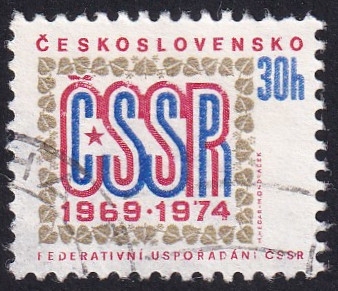 ČESKOSLOVENSKO
30h
ČSSR
1969·1974
FEDERATIVNÍ USPOŘÁDÁNÍ ČSSR